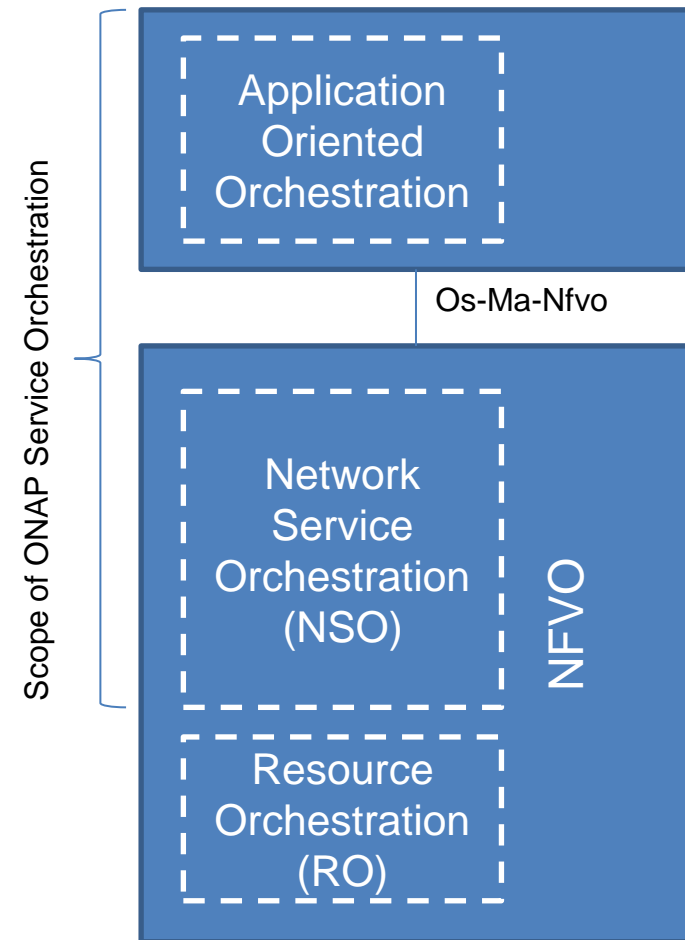 Scope of ONAP Service Orchestration
Application
Oriented
Orchestration
Os-Ma-Nfvo
Network
Service
Orchestration
(NSO)
NFVO
Resource
Orchestration
(RO)